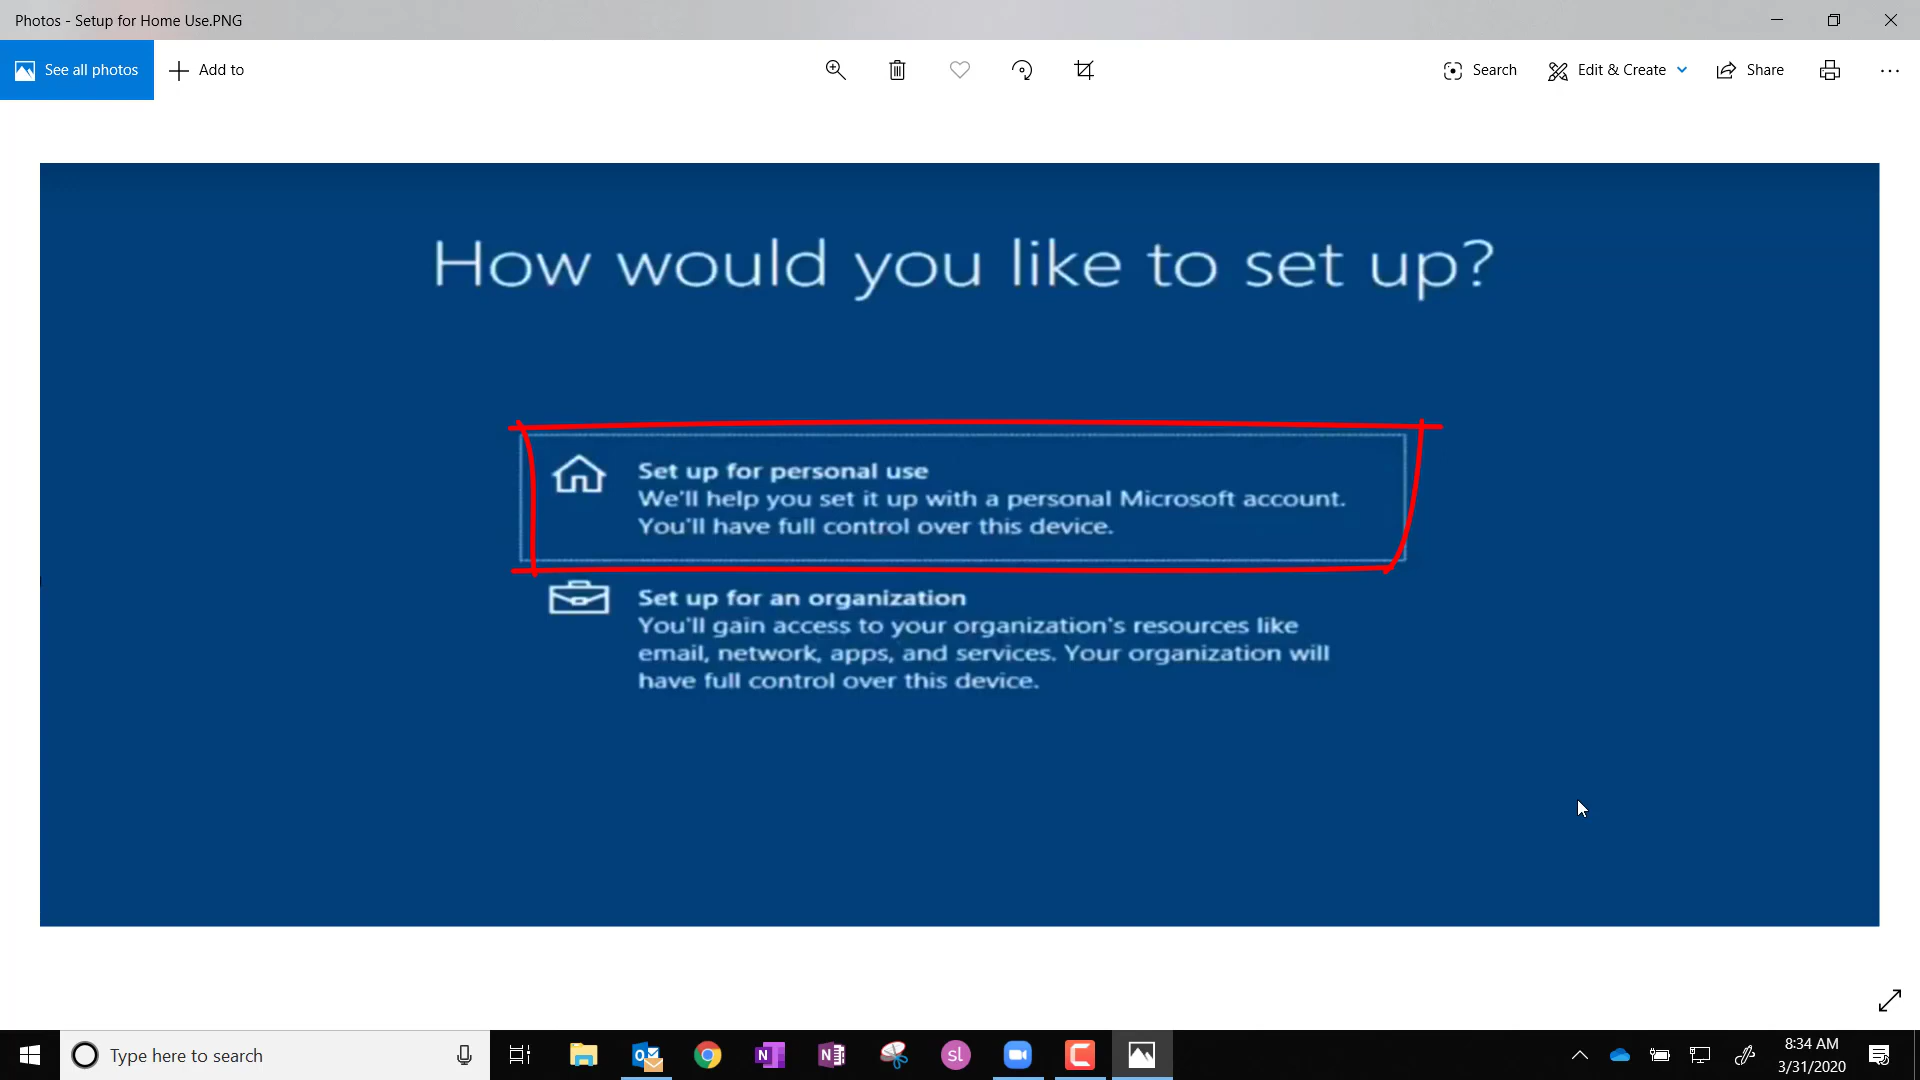 Photos - Setup for Home Use.PNG
See all photos
Add to
Search
Edit & Create
Share
How would you like to set up?
Set up for personal use
We'll help you set it up with a personal Microsoft account.
You'll have full control over this device.
Set up for an organization
You'll gain access to your organization's resources like
email, network, apps, and services. Your organization will
have full control over this device.
Type here to search
sl
8:34 AM
3/31/2020